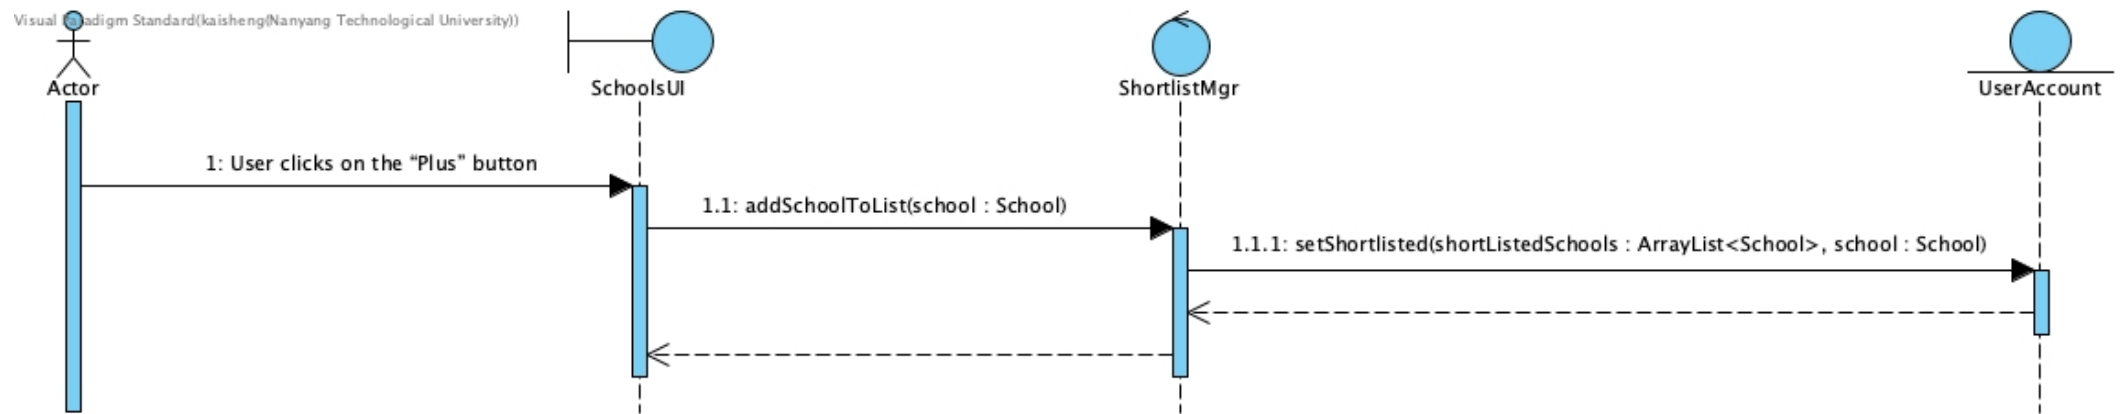 Visual Paradigm Standard(kaisheng(Nanyang Technological University))
Actor
SchoolsUI
ShortlistMgr
UserAccount
1: User clicks on the “Plus” button
1.1: addSchoolToList(school : School)
1.1.1: setShortlisted(shortListedSchools : ArrayList<School>, school : School)